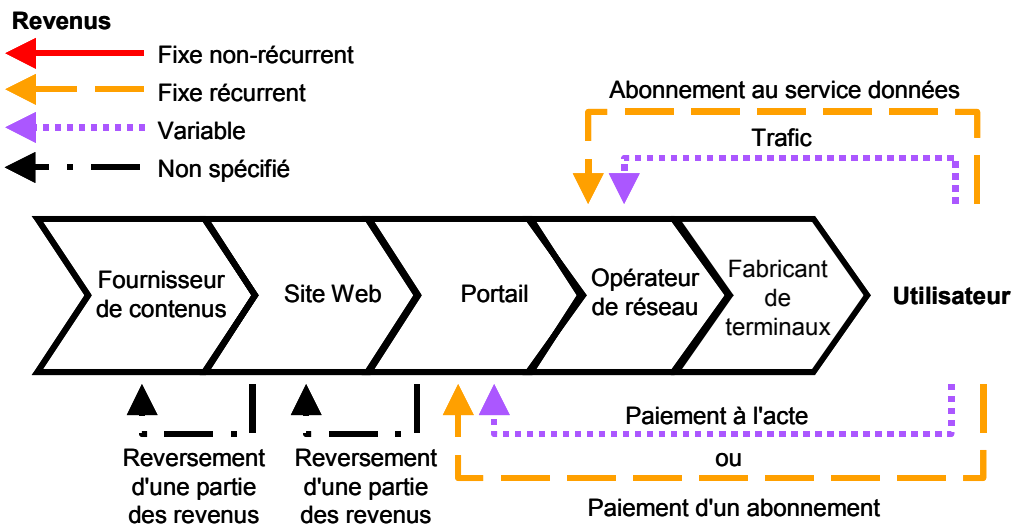 Revenus
Fixe non-récurrent
Fixe récurrent
Variable
Non spécifié
Abonnement au service données
Trafic
Fournisseur
de contenus
Site Web
Portail
Opérateur
de réseau
Fabricant
de
terminaux
Utilisateur
Reversement
d'une partie
des revenus
Reversement
d'une partie
des revenus
Paiement à l'acte
ou
Paiement d'un abonnement